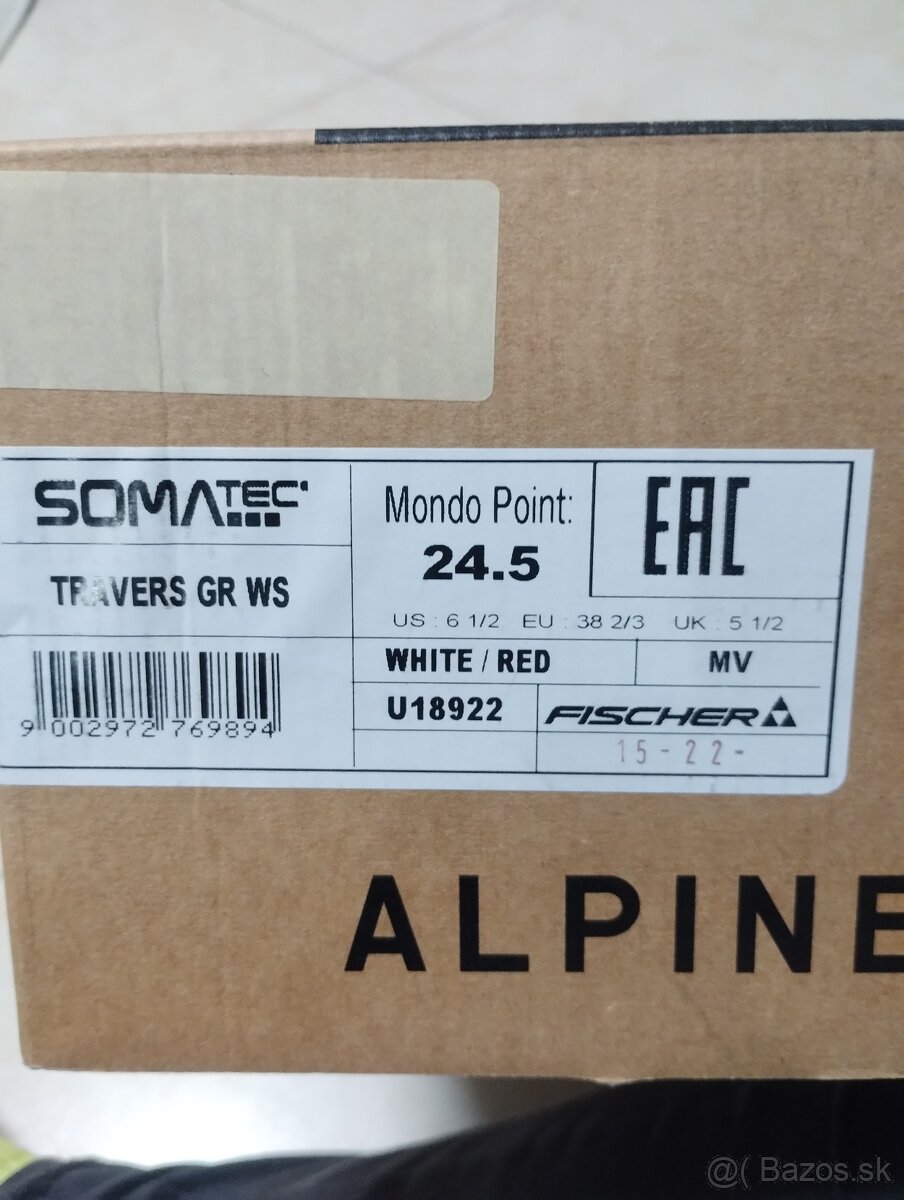 SOMATEC
TRAVERS GR WS
9 002972 769894
Mondo Point:
24.5
EAC
US : 6 1/2 EU : 38 2/3 UK : 5 1/2
WHITE / RED
MV
U18922
FISCHER
15-22-
ALPINE
@( Bazos.sk